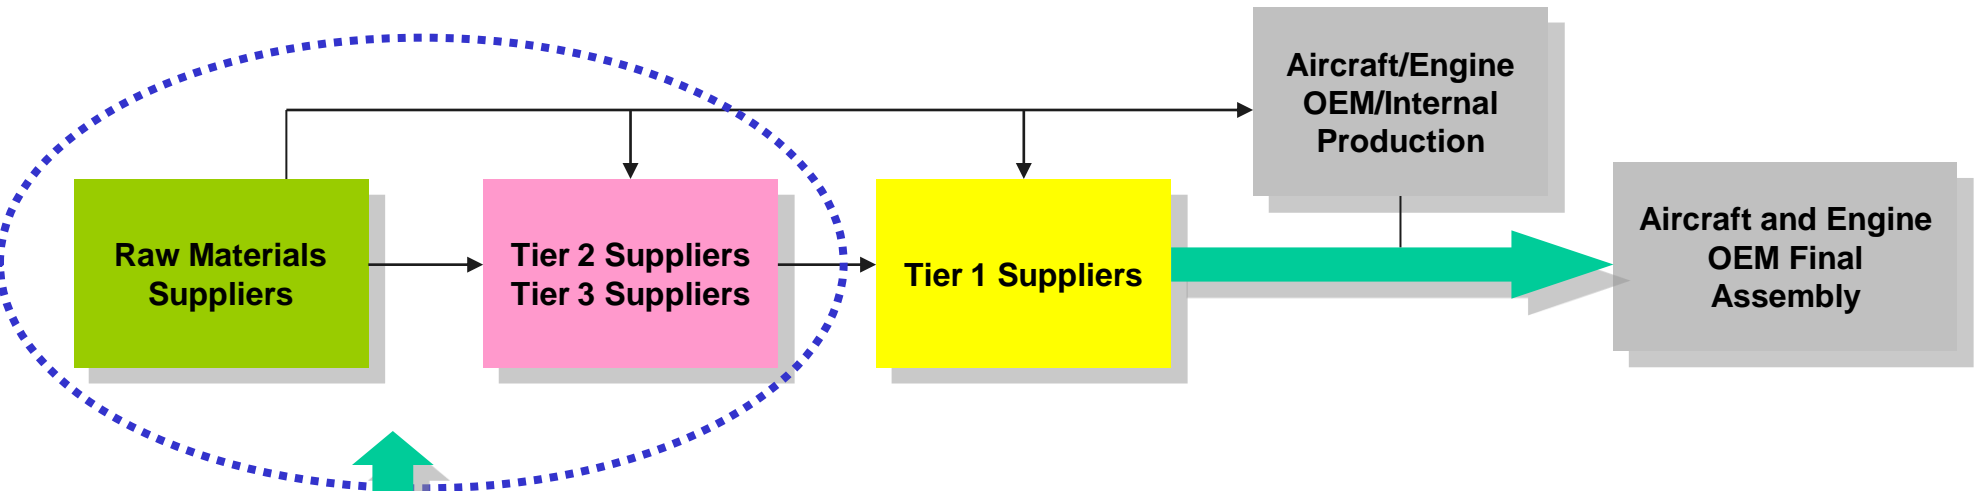 Aircraft/Engine
OEM/Internal
Production
Raw Materials
Suppliers
Tier 2 Suppliers
Tier 3 Suppliers
Tier 1 Suppliers
Aircraft and Engine
OEM Final
Assembly